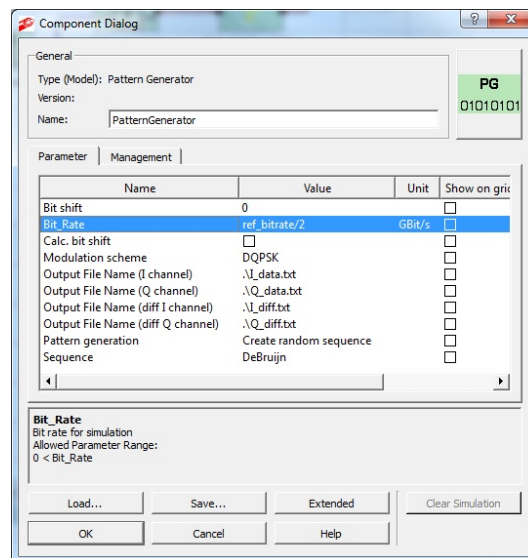 Component Dialog
General
Type (Model): Pattern Generator
Version:
Name: PatternGenerator
PG
01010101
Parameter Management
Name Value Unit Show on grid
Bit shift 0
Bit_Rate ref_bitrate/2 GBit/s
Calc. bit shift
Modulation scheme DQPSK
Output File Name (I channel) .\I_data.txt
Output File Name (Q channel) .\Q_data.txt
Output File Name (diff I channel) .\I_diff.txt
Output File Name (diff Q channel) .\Q_diff.txt
Pattern generation Create random sequence
Sequence DeBruijn
Bit_Rate
Bit rate for simulation
Allowed Parameter Range:
0 < Bit_Rate
Load... Save... Extended Clear Simulation
OK Cancel Help